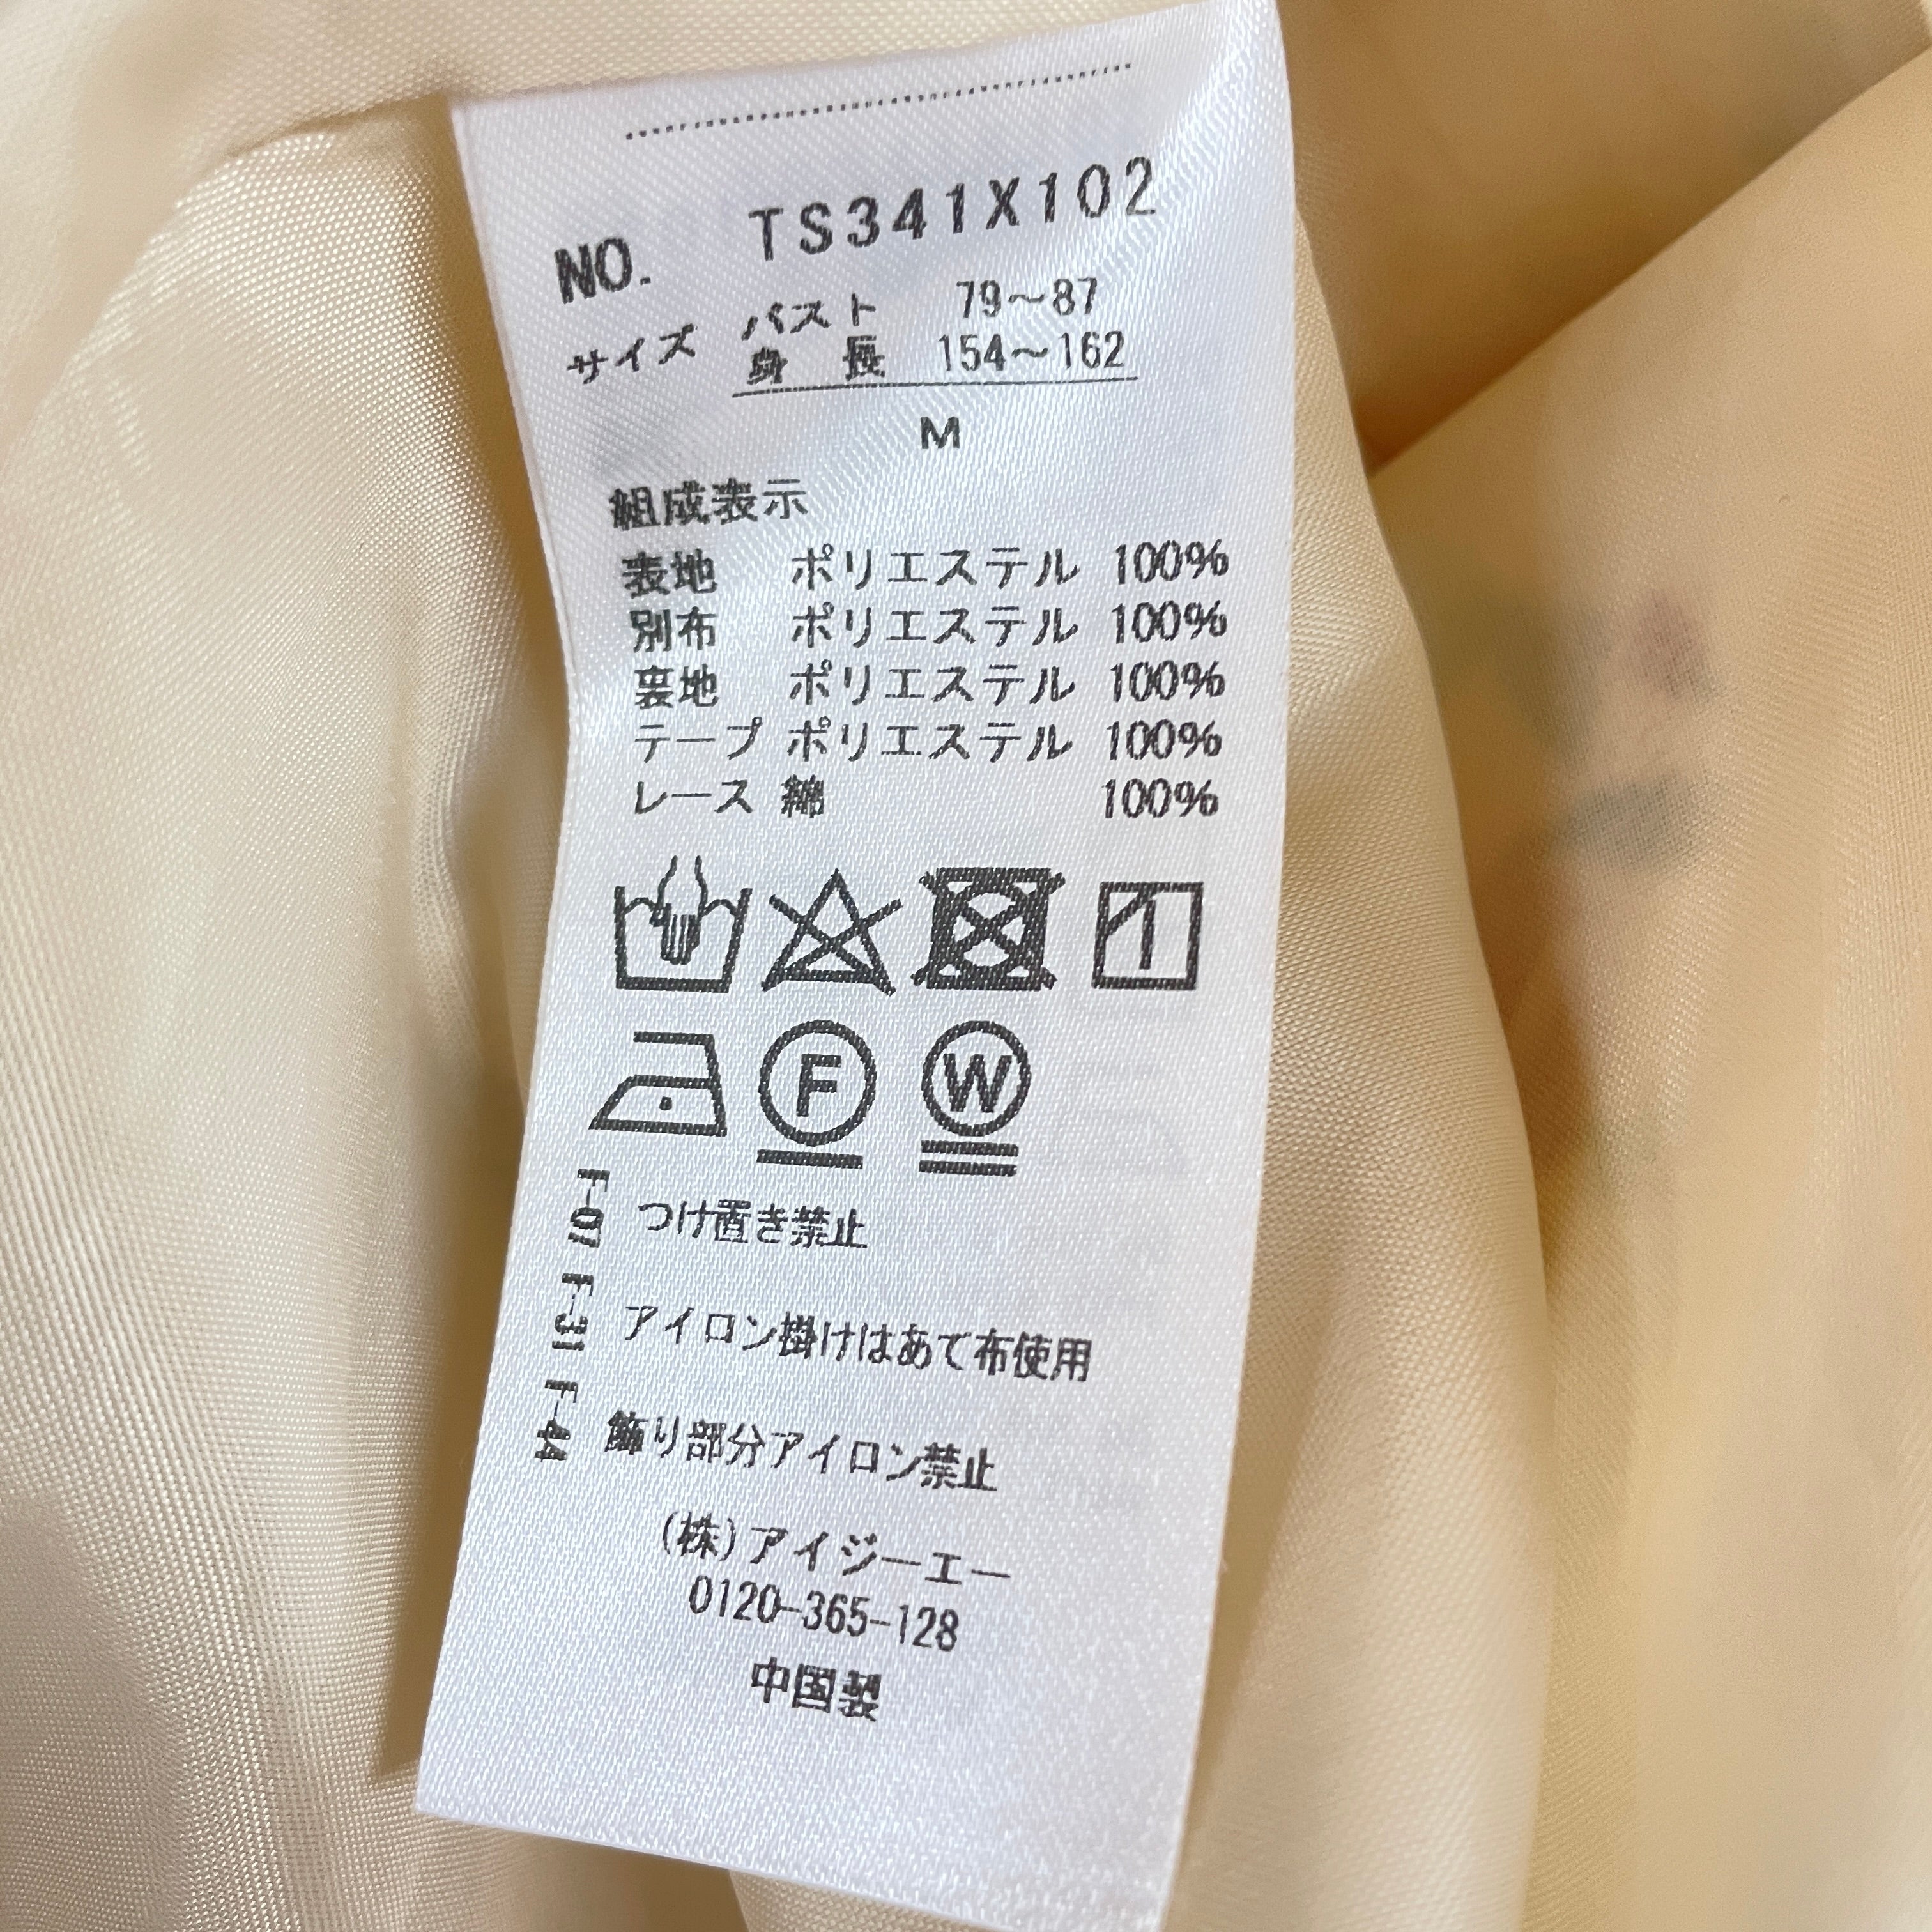 NO. TS341X102
サイズ バスト 79～87
身長 154～162
M
組成表示
表地 ポリエステル 100%
別布 ポリエステル 100%
裏地 ポリエステル 100%
テープ ポリエステル 100%
レース 綿 100%
F
W
F-07 つけ置き禁止
F-31 アイロン掛けはあて布使用
F-44 飾り部分アイロン禁止
(株)アイジーエー
0120-365-128
中国製